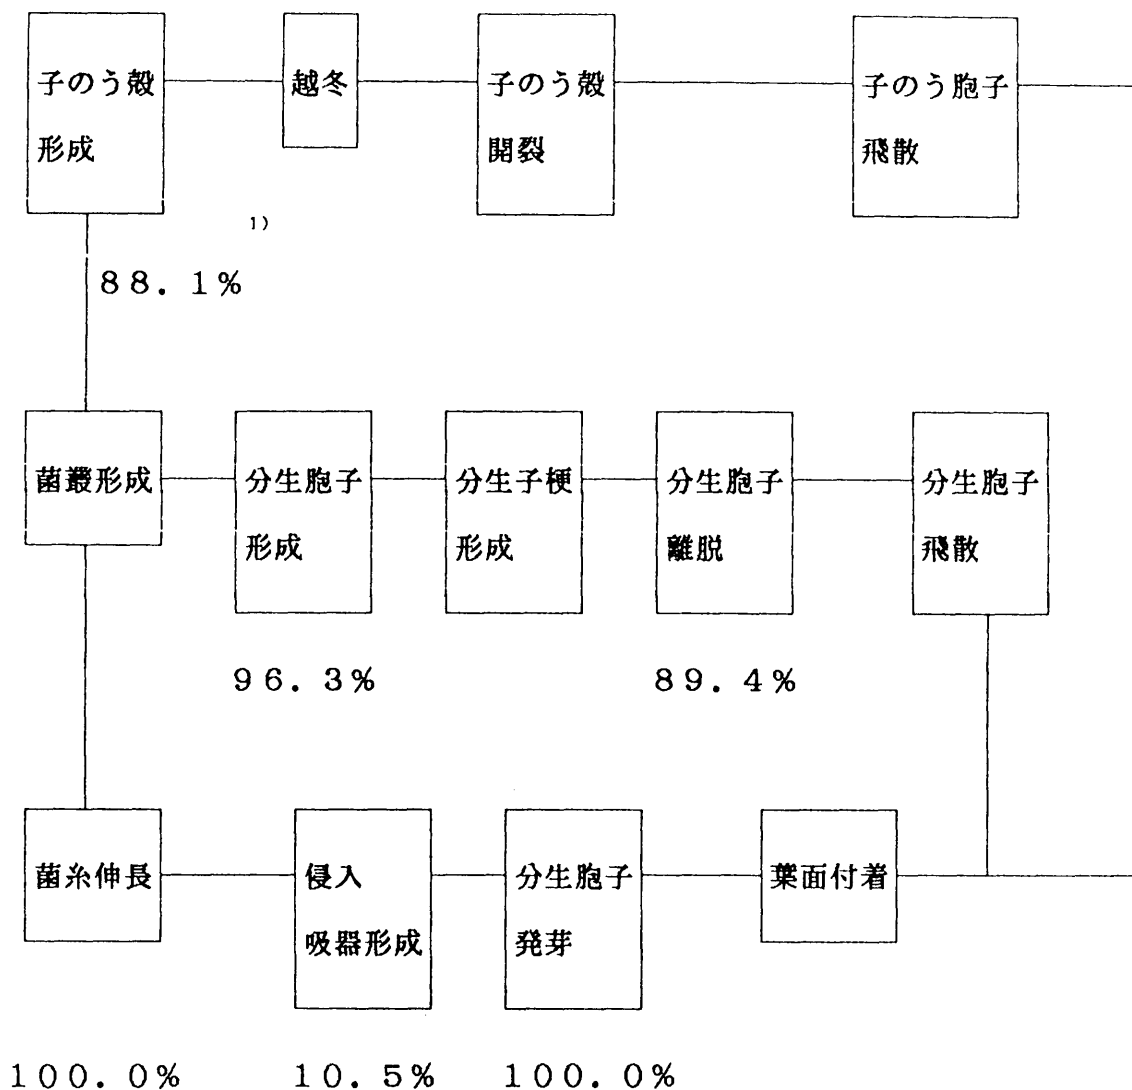 子のう殻 越冬 子のう殻 子のう胞子
形成 開裂 飛散
1)
88.1%
菌叢形成 分生胞子 分生子梗 分生胞子 分生胞子
形成 形成 離脱 飛散
96.3% 89.4%
菌糸伸長 侵入 分生胞子 葉面付着
吸器形成 発芽
100.0% 10.5% 100.0%